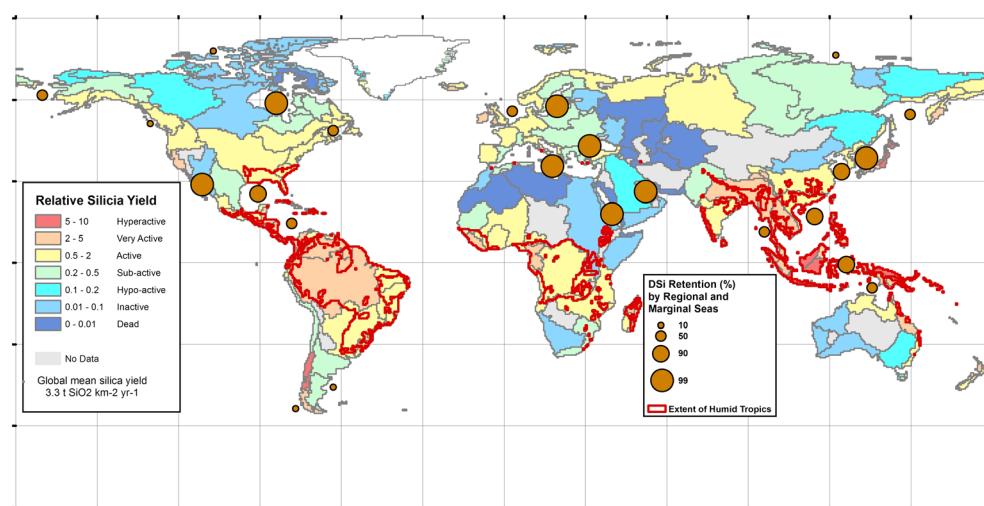 Relative Silicia Yield
5 - 10 Hyperactive
2 - 5 Very Active
0.5 - 2 Active
0.2 - 0.5 Sub-active
0.1 - 0.2 Hypo-active
0.01 - 0.1 Inactive
0 - 0.01 Dead
No Data
Global mean silica yield
3.3 t SiO2 km-2 yr-1
DSi Retention (%)
by Regional and
Marginal Seas
10
50
90
99
Extent of Humid Tropics